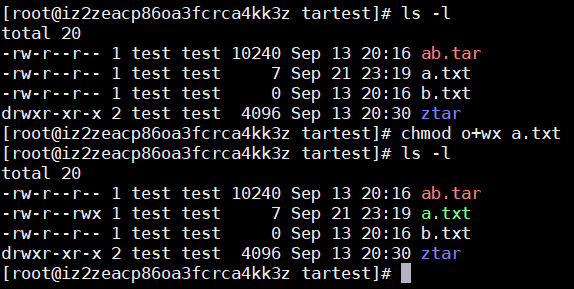 [root@iz2zeacp86oa3fcrca4kk3z tartest]# ls -l
total 20
-rw-r--r-- 1 test test 10240 Sep 13 20:16 ab.tar
-rw-r--r-- 1 test test     7 Sep 21 23:19 a.txt
-rw-r--r-- 1 test test     0 Sep 13 20:16 b.txt
drwxr-xr-x 2 test test  4096 Sep 13 20:30 ztar
[root@iz2zeacp86oa3fcrca4kk3z tartest]# chmod o+wx a.txt
[root@iz2zeacp86oa3fcrca4kk3z tartest]# ls -l
total 20
-rw-r--r-- 1 test test 10240 Sep 13 20:16 ab.tar
-rw-r--rwx 1 test test     7 Sep 21 23:19 a.txt
-rw-r--r-- 1 test test     0 Sep 13 20:16 b.txt
drwxr-xr-x 2 test test  4096 Sep 13 20:30 ztar
[root@iz2zeacp86oa3fcrca4kk3z tartest]#